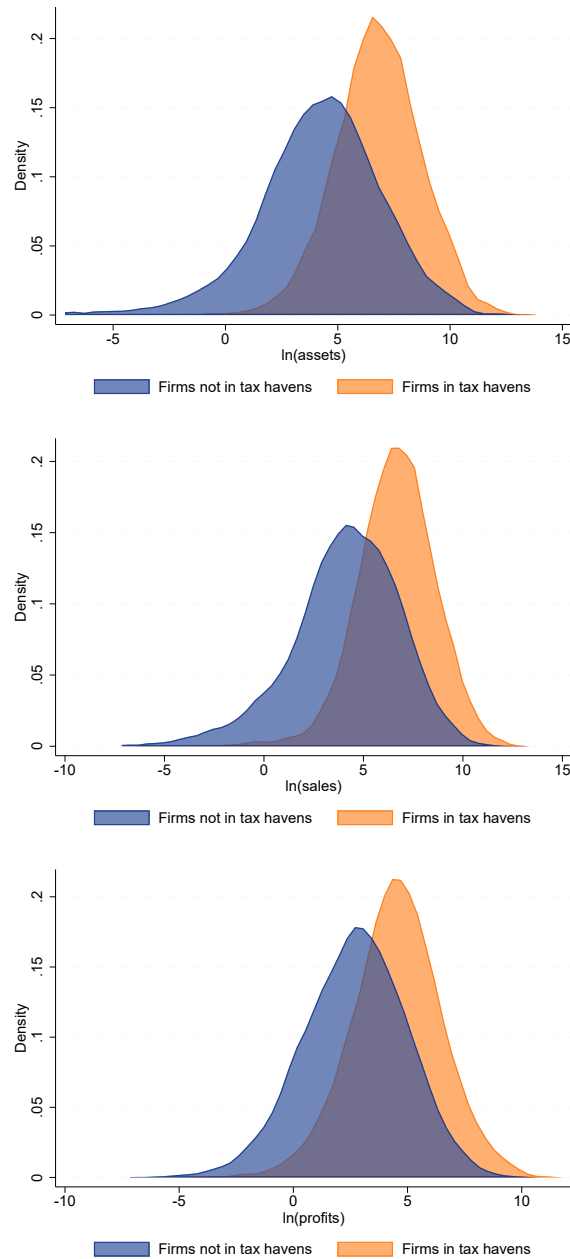 .2
.15
.1
.05
0
Density
-5 0 5 10 15
ln(assets)
Firms not in tax havens Firms in tax havens
.2
.15
.1
.05
0
Density
-10 -5 0 5 10 15
ln(sales)
Firms not in tax havens Firms in tax havens
.2
.15
.1
.05
0
Density
-10 -5 0 5 10
ln(profits)
Firms not in tax havens Firms in tax havens